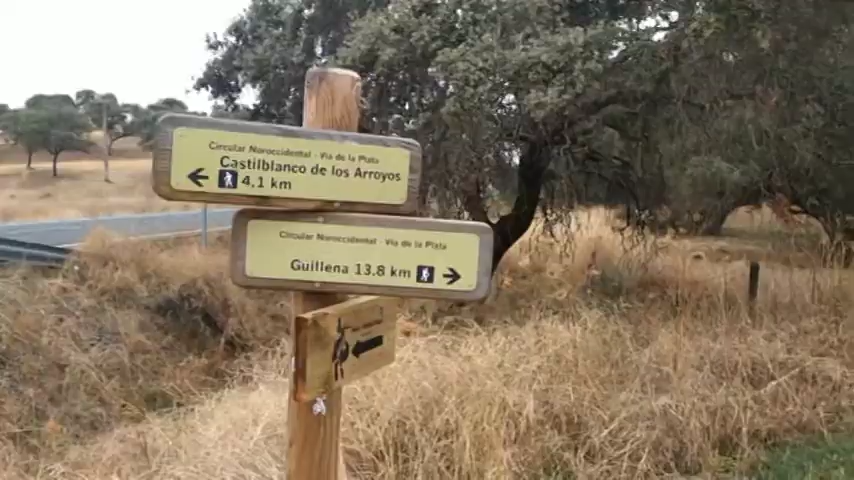 Circular Noroccidental - Vía de la Plata
Castilblanco de los Arroyos
4,1 km
Circular Noroccidental - Vía de la Plata
Guillena 13,8 km